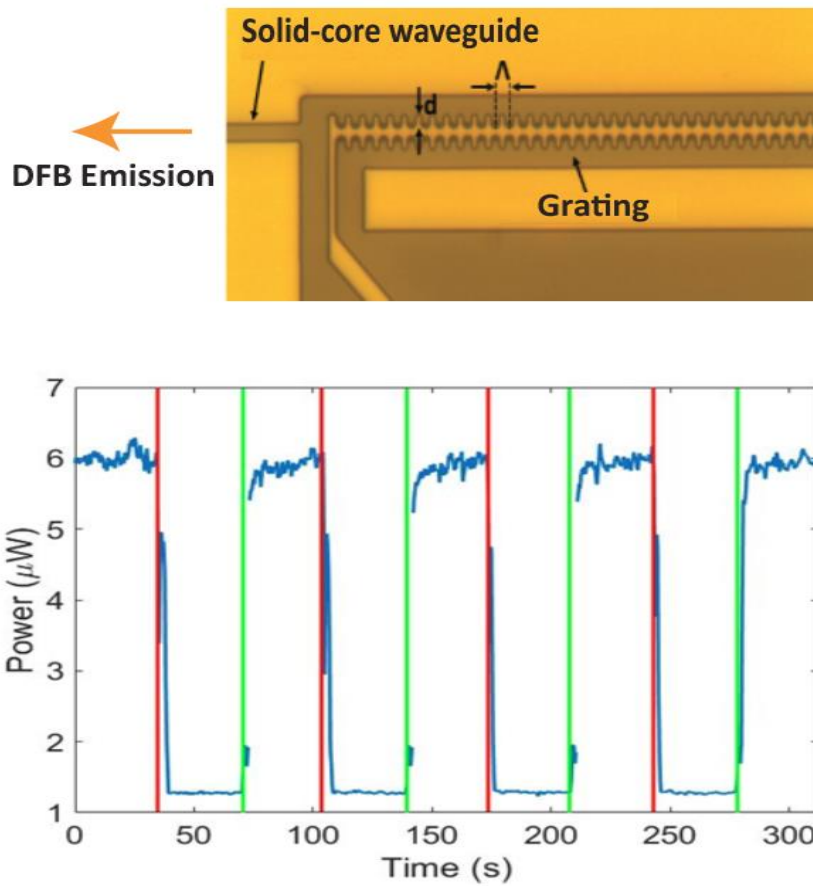 Solid-core waveguide
Λ
d
DFB Emission
Grating
7
6
5
4
3
2
1
Power (μW)
0 50 100 150 200 250 300
Time (s)